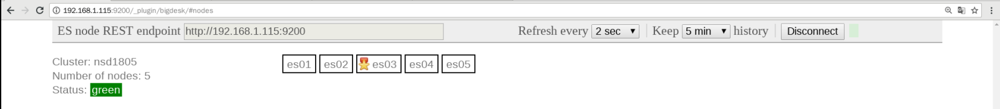 192.168.1.115:9200/_plugin/bigdesk/#nodes
ES node REST endpoint http://192.168.1.115:9200 Refresh every 2 sec Keep 5 min history Disconnect
Cluster: nsd1805 es01 es02 es03 es04 es05
Number of nodes: 5
Status: green